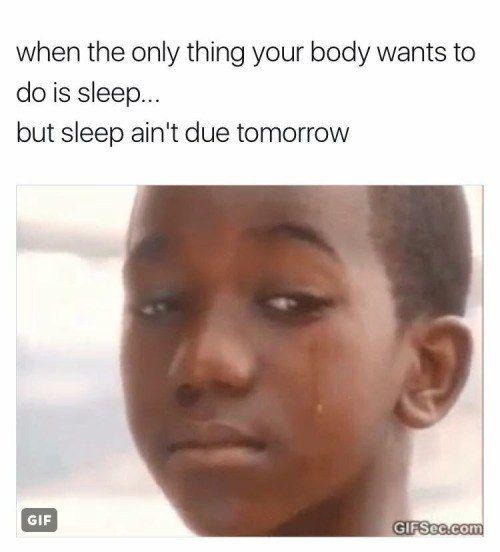 when the only thing your body wants to
do is sleep...
but sleep ain't due tomorrow
GIF
GIFSec.com